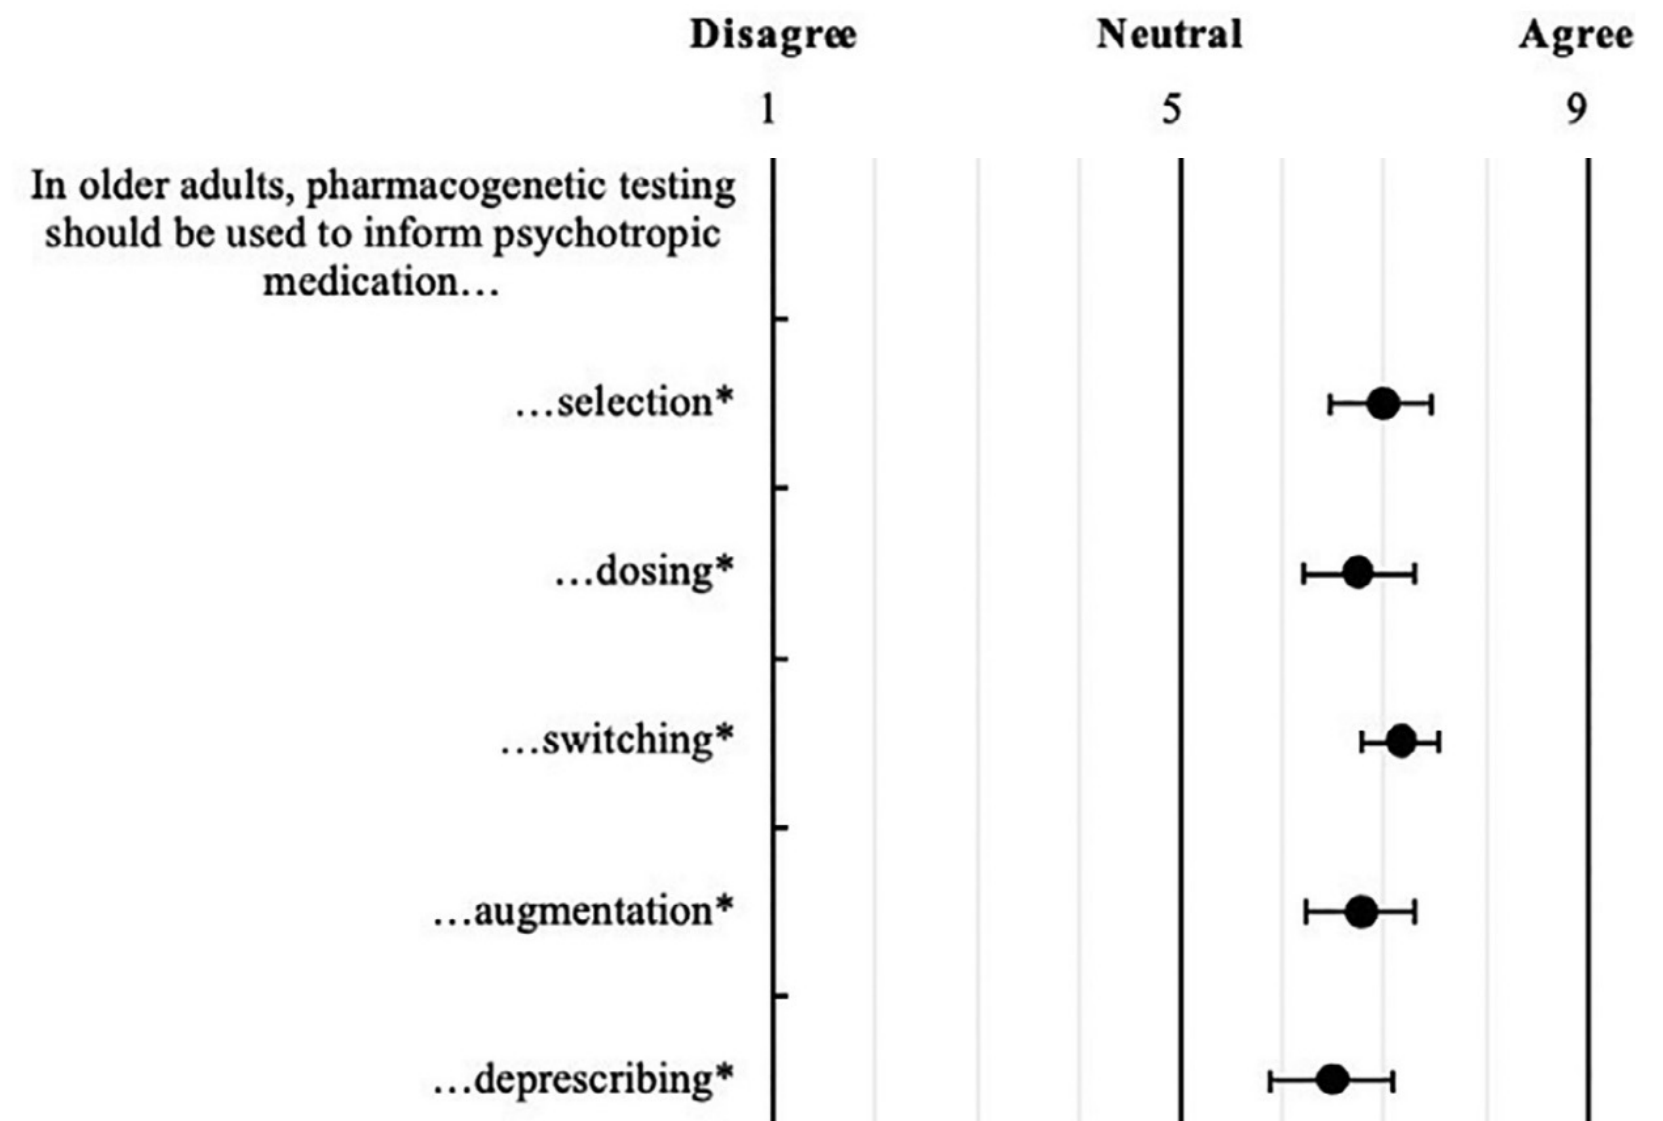 Disagree Neutral Agree
1 5 9
In older adults, pharmacogenetic testing
should be used to inform psychotropic
medication…
…selection*
…dosing*
…switching*
…augmentation*
…deprescribing*